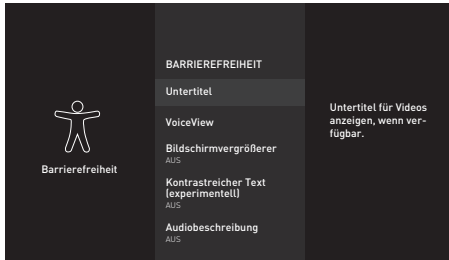 Barrierefreiheit
BARRIEREFREIHEIT
Untertitel
VoiceView
Bildschirmvergrößerer
AUS
Kontrastreicher Text
(experimentell)
AUS
Audiobeschreibung
AUS
Untertitel für Videos
anzeigen, wenn ver-
fügbar.